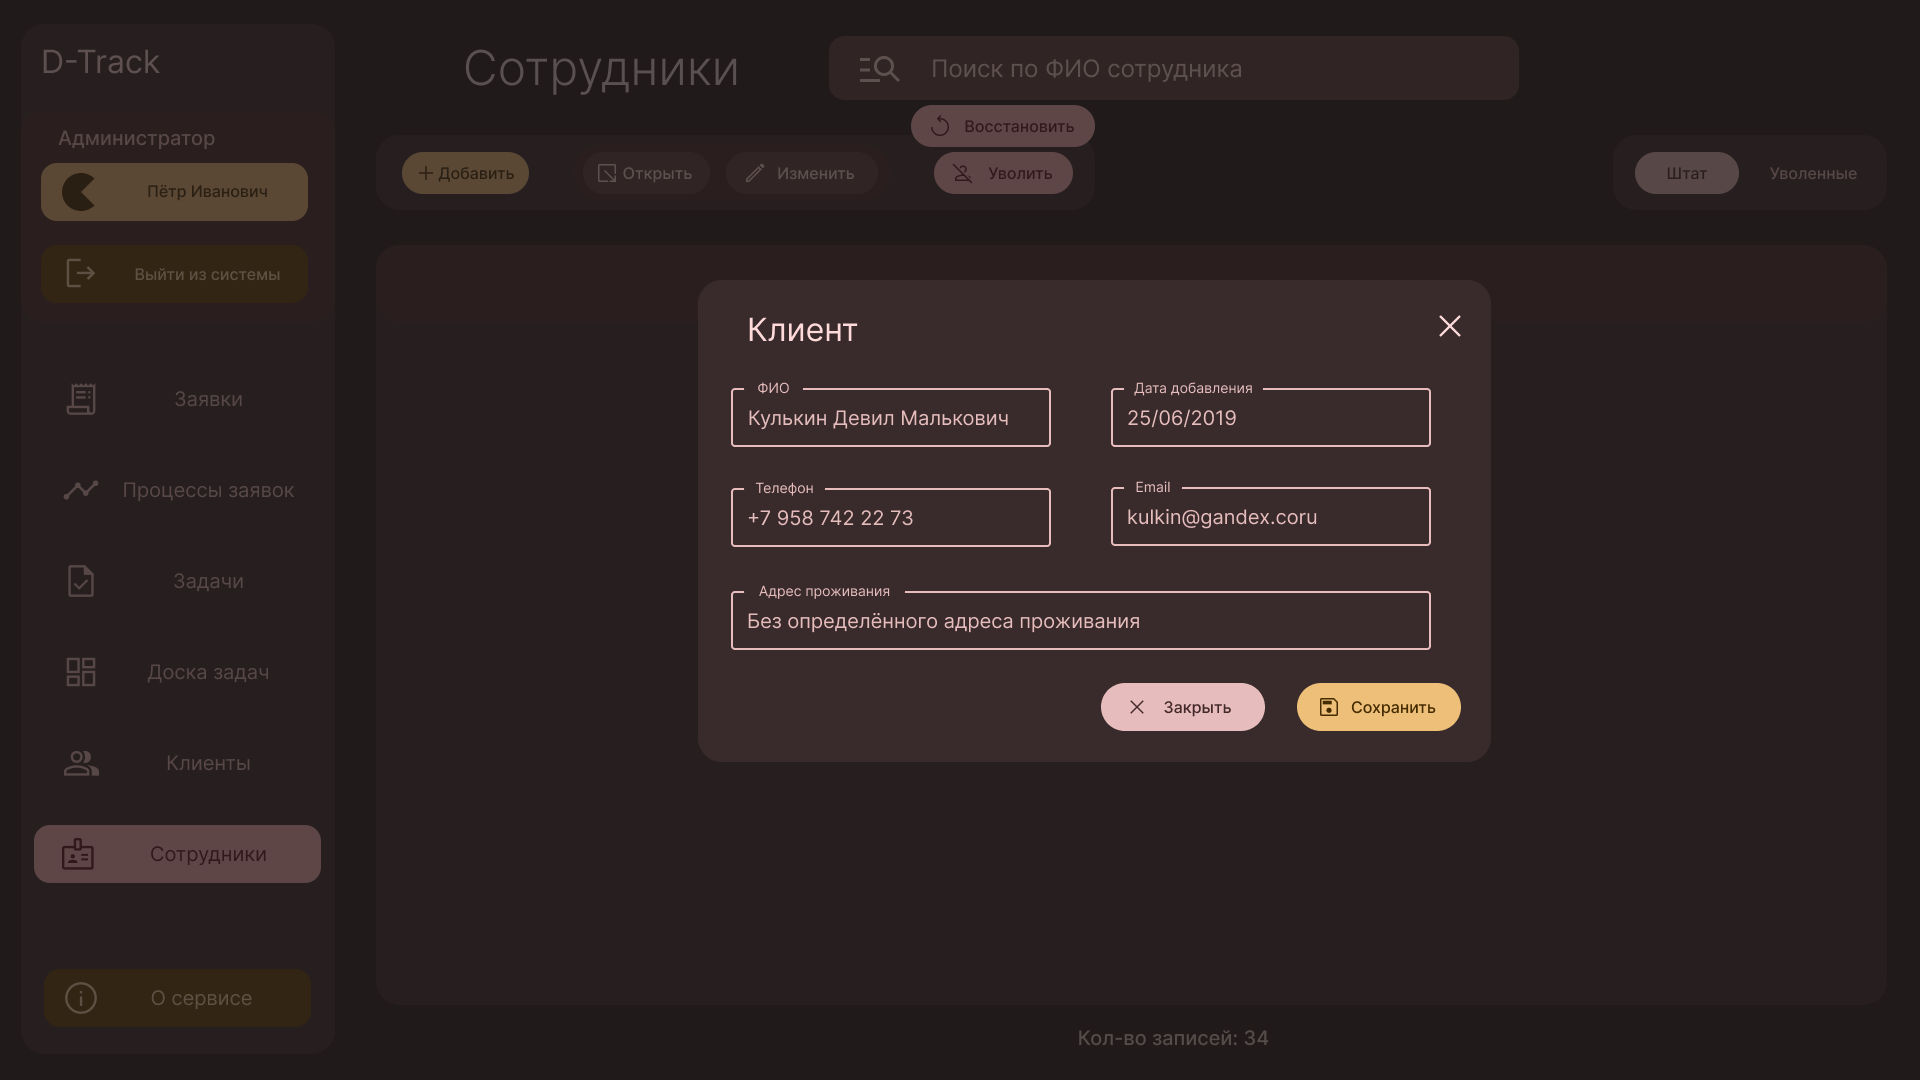 D-Track
Администратор
Пётр Иванович
Выйти из системы
Заявки
Процессы заявок
Задачи
Доска задач
Клиенты
Сотрудники
О сервисе
Сотрудники
Поиск по ФИО сотрудника
Восстановить
Добавить
Открыть
Изменить
Уволить
Штат
Уволенные
Клиент
ФИО
Кулькин Девил Малькович
Дата добавления
25/06/2019
Телефон
+7 958 742 22 73
Email
kulkin@gandex.coru
Адрес проживания
Без определённого адреса проживания
Закрыть
Сохранить
Кол-во записей: 34